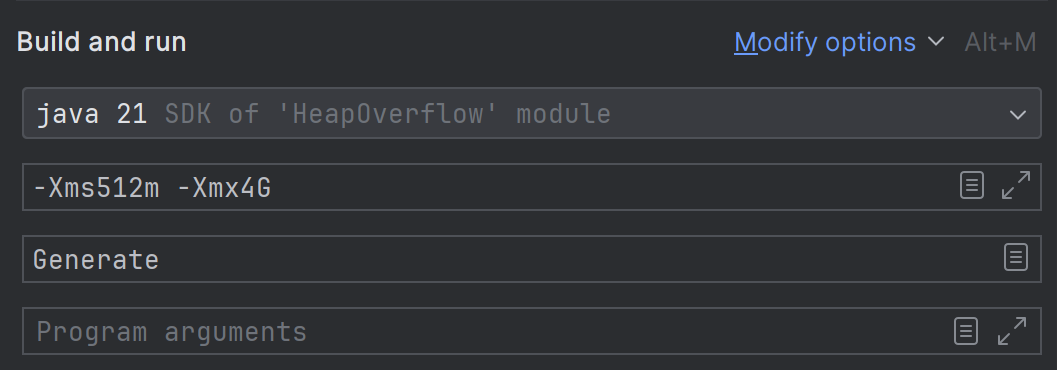 Build and run Modify options Alt+M
java 21 SDK of 'HeapOverflow' module
-Xms512m -Xmx4G
Generate
Program arguments